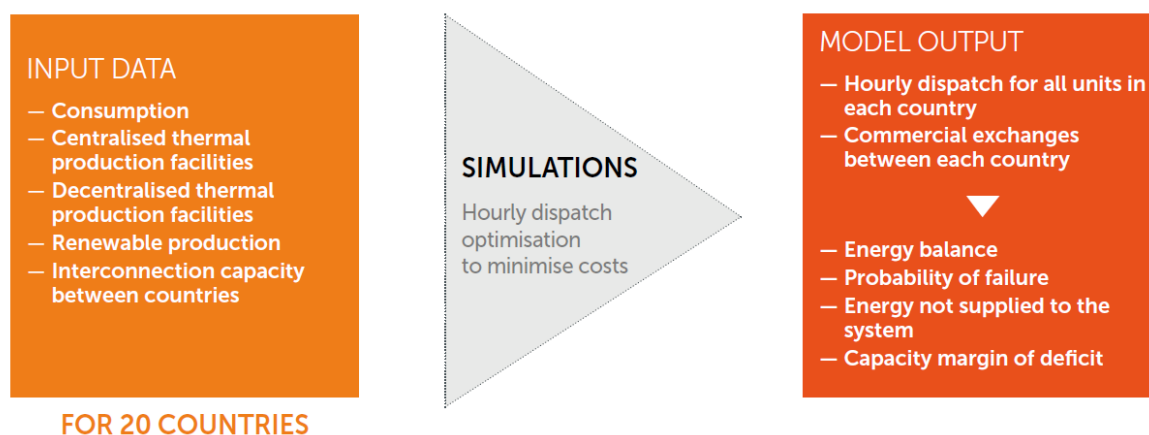 INPUT DATA
— Consumption
— Centralised thermal
production facilities
— Decentralised thermal
production facilities
— Renewable production
— Interconnection capacity
between countries
FOR 20 COUNTRIES
SIMULATIONS
Hourly dispatch
optimisation
to minimise costs
MODEL OUTPUT
— Hourly dispatch for all units in
each country
— Commercial exchanges
between each country
— Energy balance
— Probability of failure
— Energy not supplied to the
system
— Capacity margin of deficit